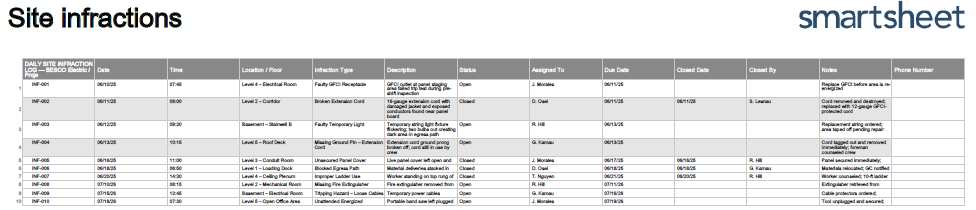 Site infractions
smartsheet
DAILY SITE INFRACTION
LOG — BESCO Electric /
Proje
Date
Time
Location / Floor
Infraction Type
Description
Status
Assigned To
Due Date
Closed Date
Closed By
Notes
Phone Number
1 INF-001 06/10/25 07:45 Level 4 – Electrical Room Faulty GFCI Receptacle GFCI outlet at panel staging Open J. Morales 06/11/25 Replace GFCI before area is re-
area failed trip test during pre- energized
shift inspection
2 INF-002 06/11/25 08:00 Level 2 – Corridor Broken Extension Cord 16-gauge extension cord with Closed D. Osei 06/11/25 06/11/25 S. Leanau Cord removed and destroyed;
damaged jacket and exposed replaced with 12-gauge GFCI-
conductors found near panel protected cord
board
3 INF-003 06/12/25 09:30 Basement – Stairwell B Faulty Temporary Light Temporary string light fixture Open R. Hill 06/13/25 Replacement string ordered;
flickering; two bulbs out creating area taped off pending repair
dark area in egress path
4 INF-004 06/13/25 10:15 Level 5 – Roof Deck Missing Ground Pin – Extension Extension cord ground prong Open G. Karnau 06/13/25 Cord tagged out and removed
Cord broken off; cord still in use by immediately; foreman
crew counseled crew
5 INF-005 06/16/25 11:00 Level 3 – Conduit Room Unsecured Panel Cover Live panel cover left open and Closed J. Morales 06/17/25 06/16/25 R. Hill Panel secured immediately;
6 INF-006 06/18/25 06:50 Level 1 – Loading Dock Blocked Egress Path Material deliveries stacked in Closed D. Osei 06/18/25 06/18/25 G. Karnau Materials relocated; GC notified
7 INF-007 06/20/25 14:30 Level 4 – Ceiling Plenum Improper Ladder Use Worker standing on top rung of Closed T. Nguyen 06/21/25 06/20/25 R. Hill Worker counseled; 10-ft ladder
8 INF-008 07/10/25 08:15 Level 2 – Mechanical Room Missing Fire Extinguisher Fire extinguisher removed from Open R. Hill 07/11/25 Extinguisher retrieved from
9 INF-009 07/15/25 13:45 Basement – Electrical Room Tripping Hazard – Loose Cables Temporary power cables Open G. Karnau 07/16/25 Cable protectors ordered;
10 INF-010 07/18/25 07:30 Level 5 – Open Office Area Unattended Energized Portable band saw left plugged Open J. Morales 07/19/25 Tool unplugged and secured;